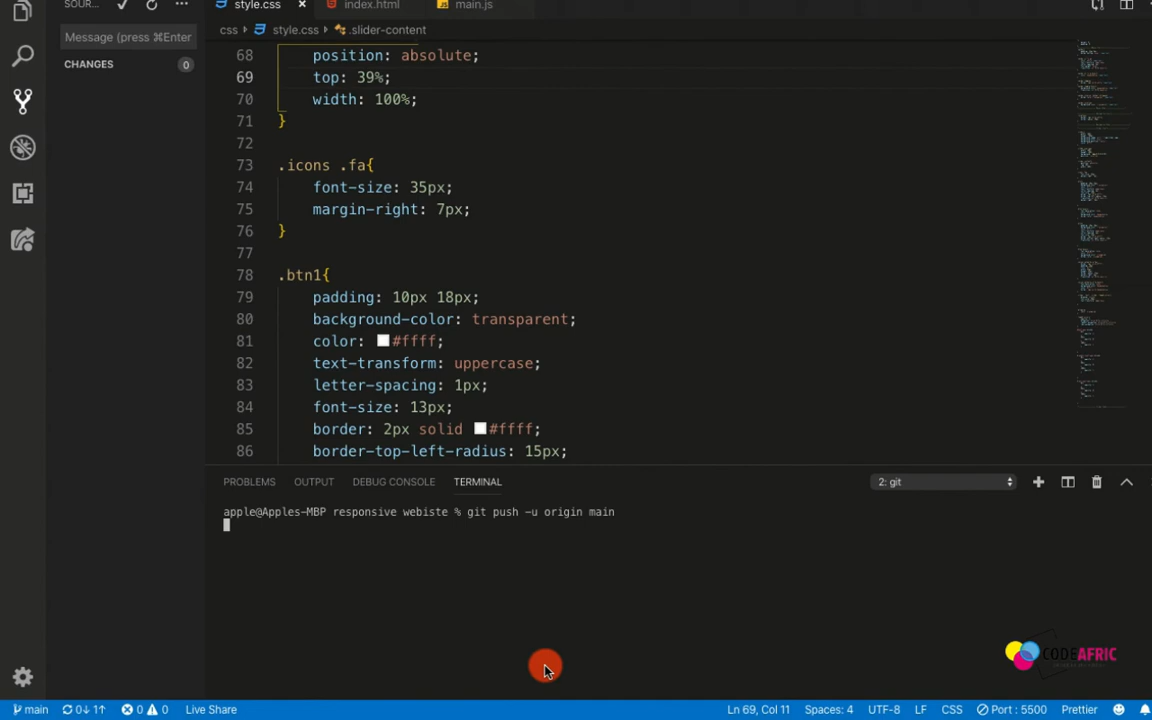 SOUR...
style.css
index.html
main.js
Message (press ⌘Enter
css > style.css > .slider-content
CHANGES 0
68 position: absolute;
69 top: 39%;
70 width: 100%;
71 }
72
73 .icons .fa{
74 font-size: 35px;
75 margin-right: 7px;
76 }
77
78 .btn1{
79 padding: 10px 18px;
80 background-color: transparent;
81 color: #ffff;
82 text-transform: uppercase;
83 letter-spacing: 1px;
84 font-size: 13px;
85 border: 2px solid #ffff;
86 border-top-left-radius: 15px;
PROBLEMS OUTPUT DEBUG CONSOLE TERMINAL 2: git
apple@Apples-MBP responsive webiste % git push -u origin main
CODEAFRIC
main 0↓ 1↑ 0 0 Live Share Ln 69, Col 11 Spaces: 4 UTF-8 LF CSS Port : 5500 Prettier